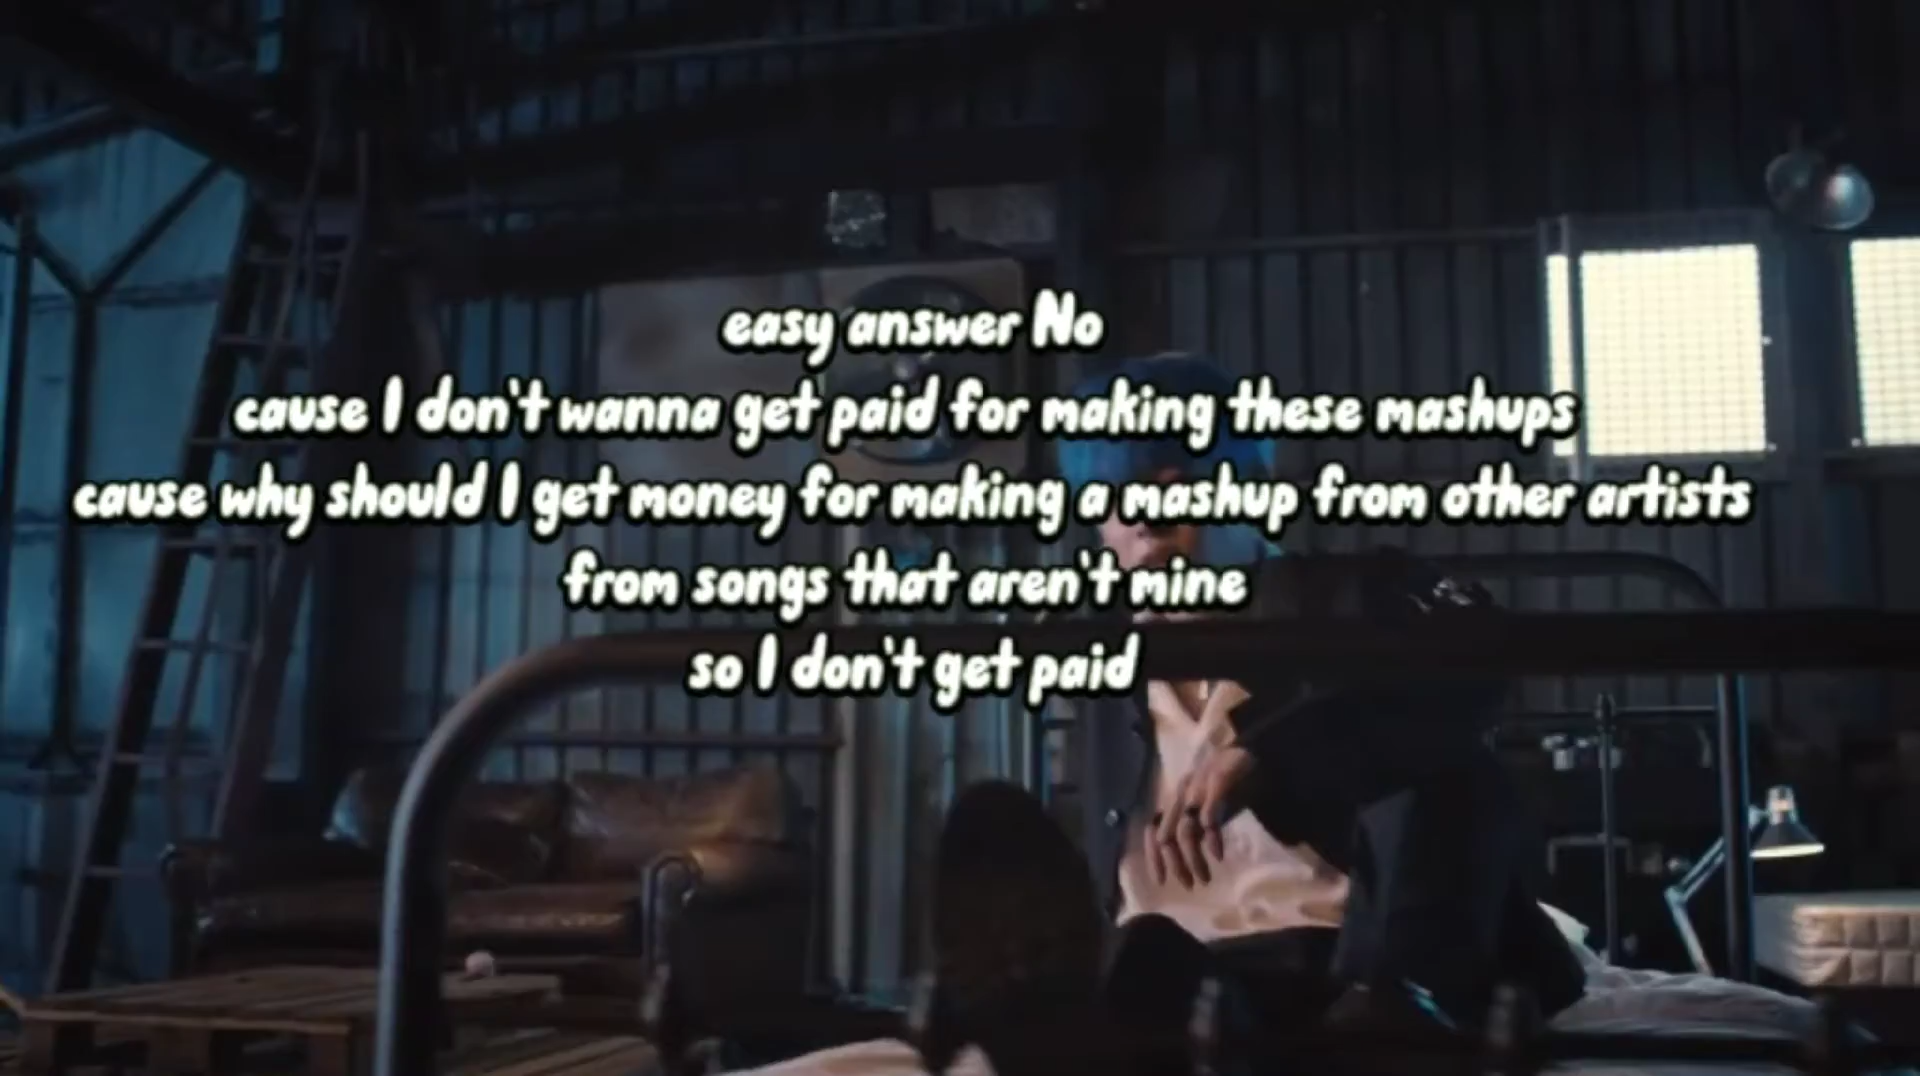 easy answer No
cause I don't wanna get paid for making these mashups
cause why should I get money for making a mashup from other artists
from songs that aren't mine
so I don't get paid